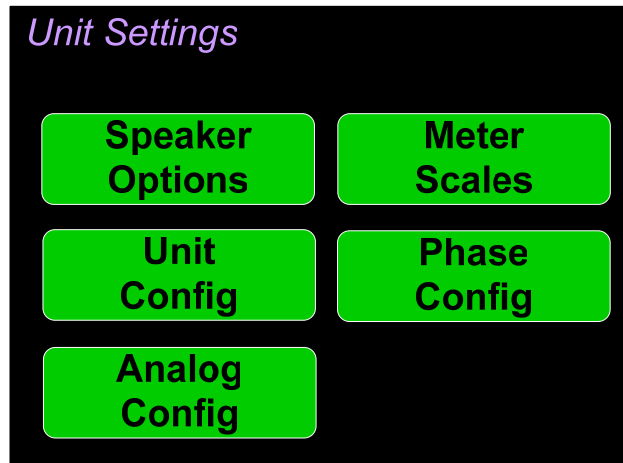 Unit Settings
Speaker
Options
Meter
Scales
Unit
Config
Phase
Config
Analog
Config